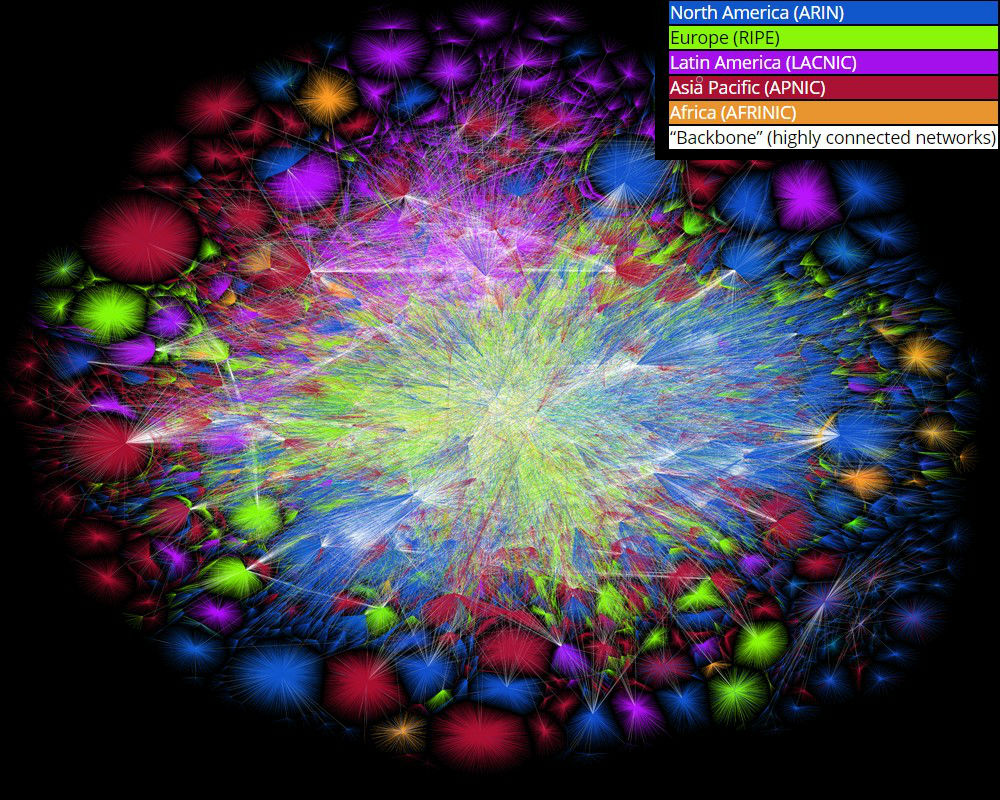 North America (ARIN)
Europe (RIPE)
Latin America (LACNIC)
Asia Pacific (APNIC)
Africa (AFRINIC)
“Backbone” (highly connected networks)